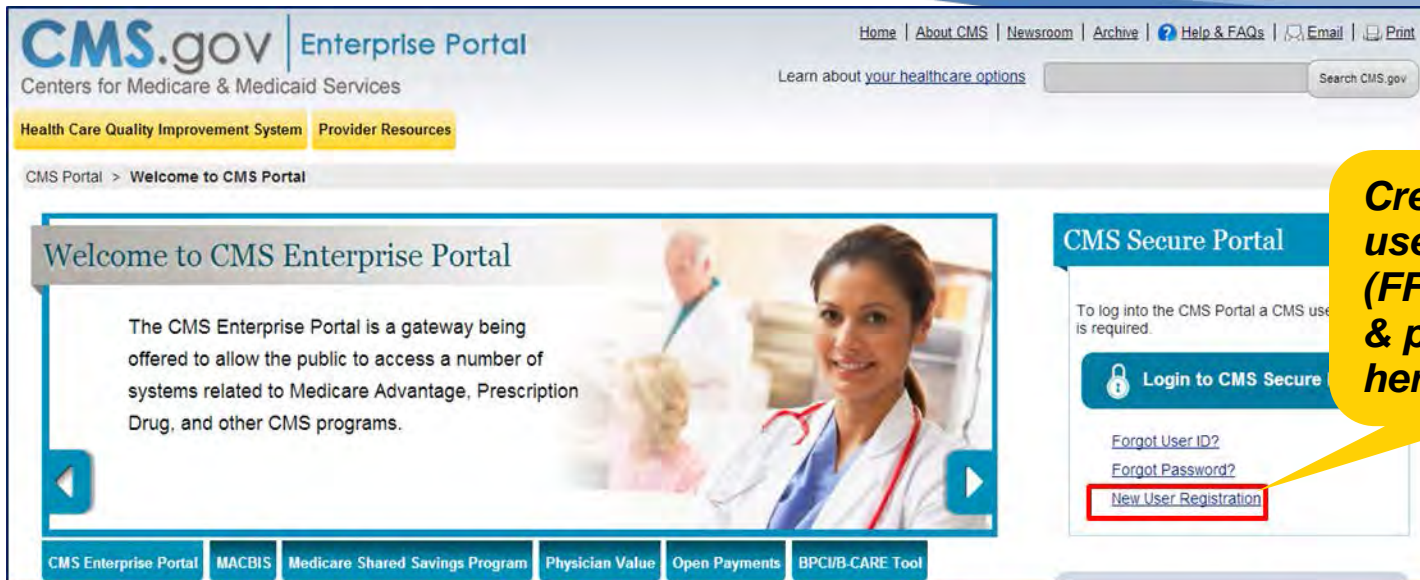 CMS.gov | Enterprise Portal
Centers for Medicare & Medicaid Services
Home | About CMS | Newsroom | Archive | Help & FAQs | Email | Print
Learn about your healthcare options
Search CMS.gov
Health Care Quality Improvement System
Provider Resources
CMS Portal > Welcome to CMS Portal
Welcome to CMS Enterprise Portal
The CMS Enterprise Portal is a gateway being
offered to allow the public to access a number of
systems related to Medicare Advantage, Prescription
Drug, and other CMS programs.
CMS Enterprise Portal
MACBIS
Medicare Shared Savings Program
Physician Value
Open Payments
BPCI/B-CARE Tool
CMS Secure Portal
To log into the CMS Portal a CMS
is required.
Login to CMS Secure
Forgot User ID?
Forgot Password?
New User Registration
&